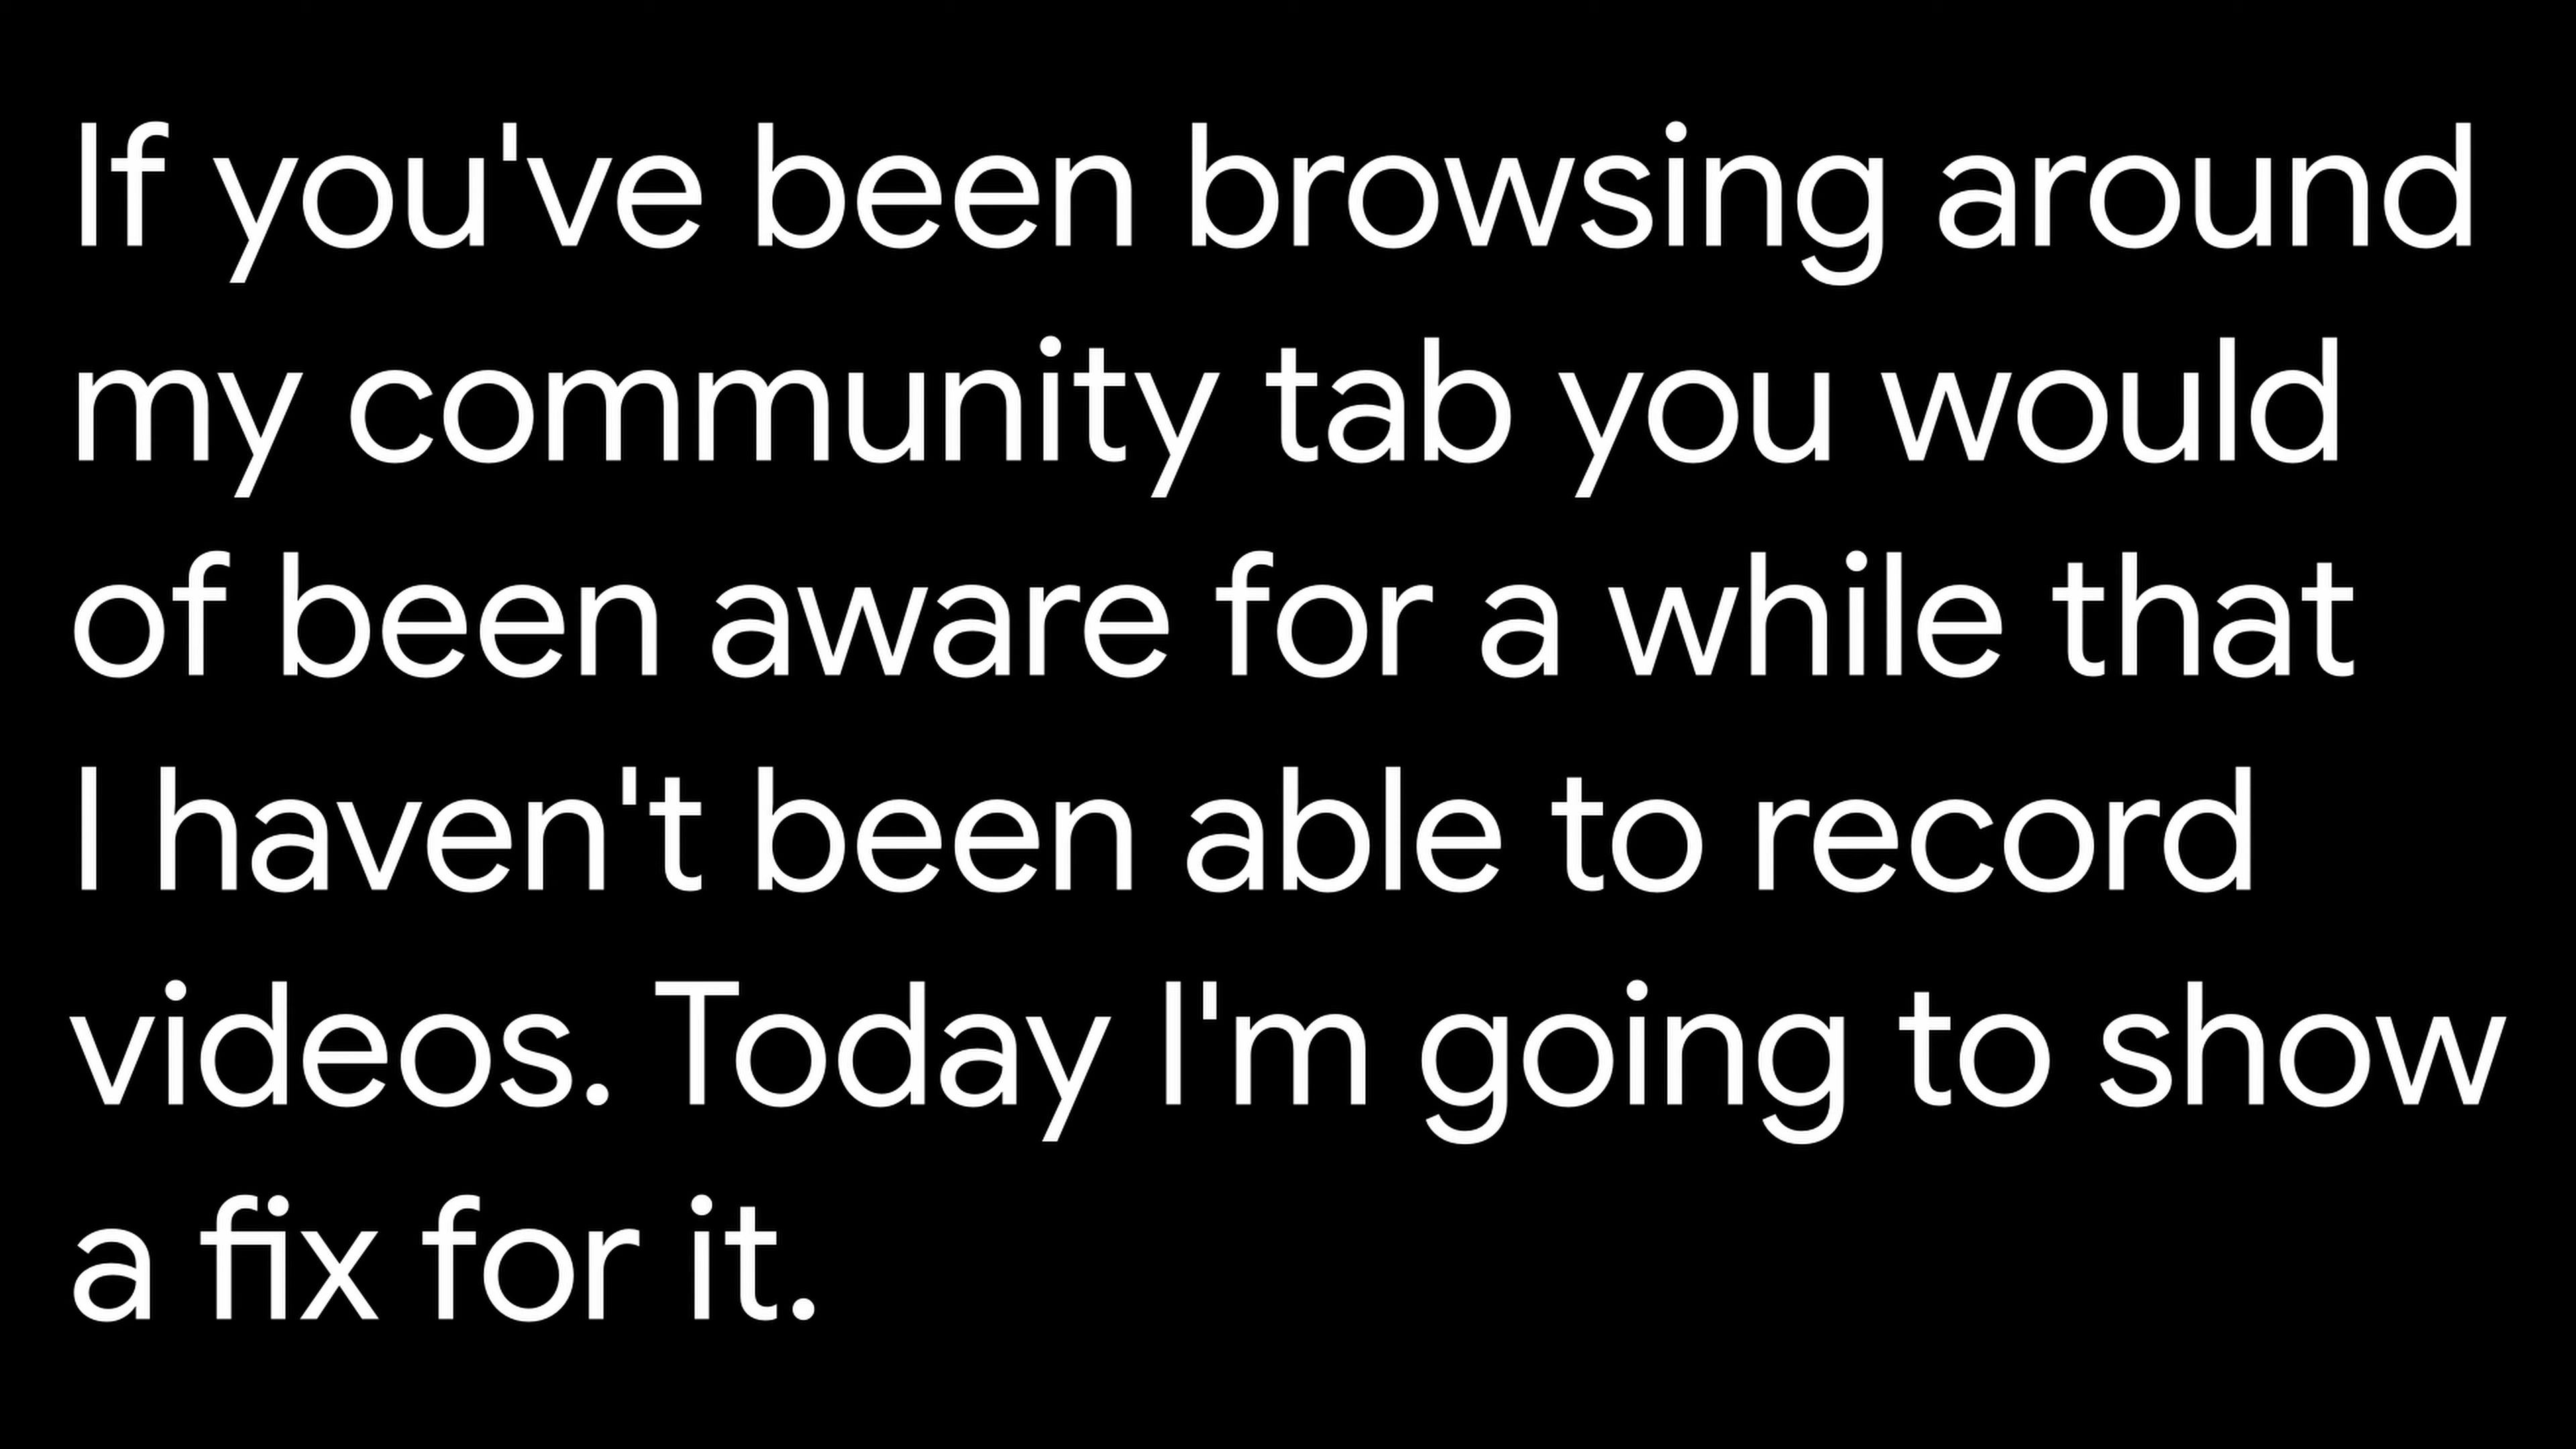 If you've been browsing around
my community tab you would
of been aware for a while that
I haven't been able to record
videos. Today I'm going to show
a fix for it.